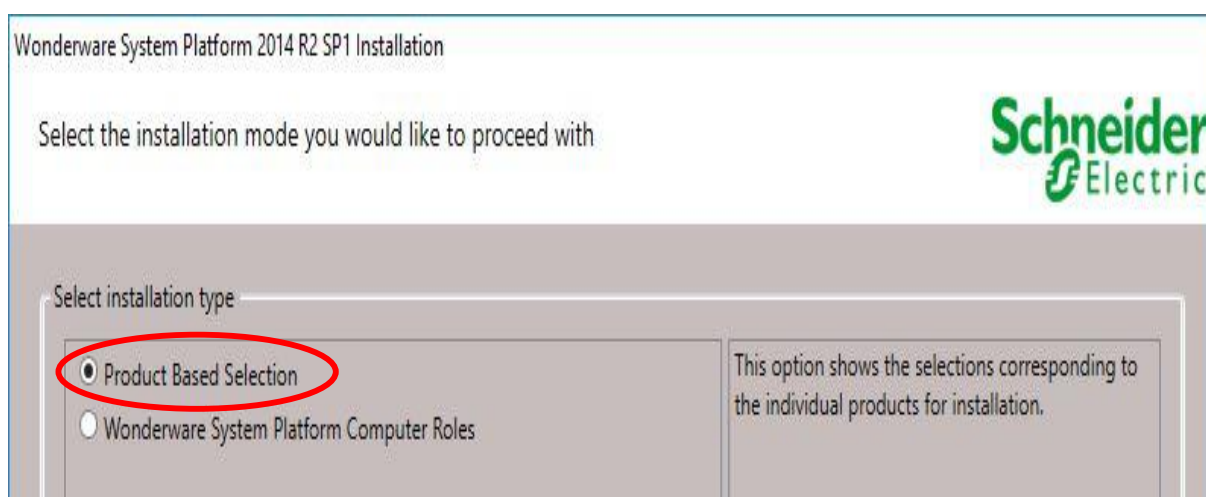 Wonderware System Platform 2014 R2 SP1 Installation
Select the installation mode you would like to proceed with
Schneider
Electric
Select installation type
Product Based Selection
Wonderware System Platform Computer Roles
This option shows the selections corresponding to
the individual products for installation.